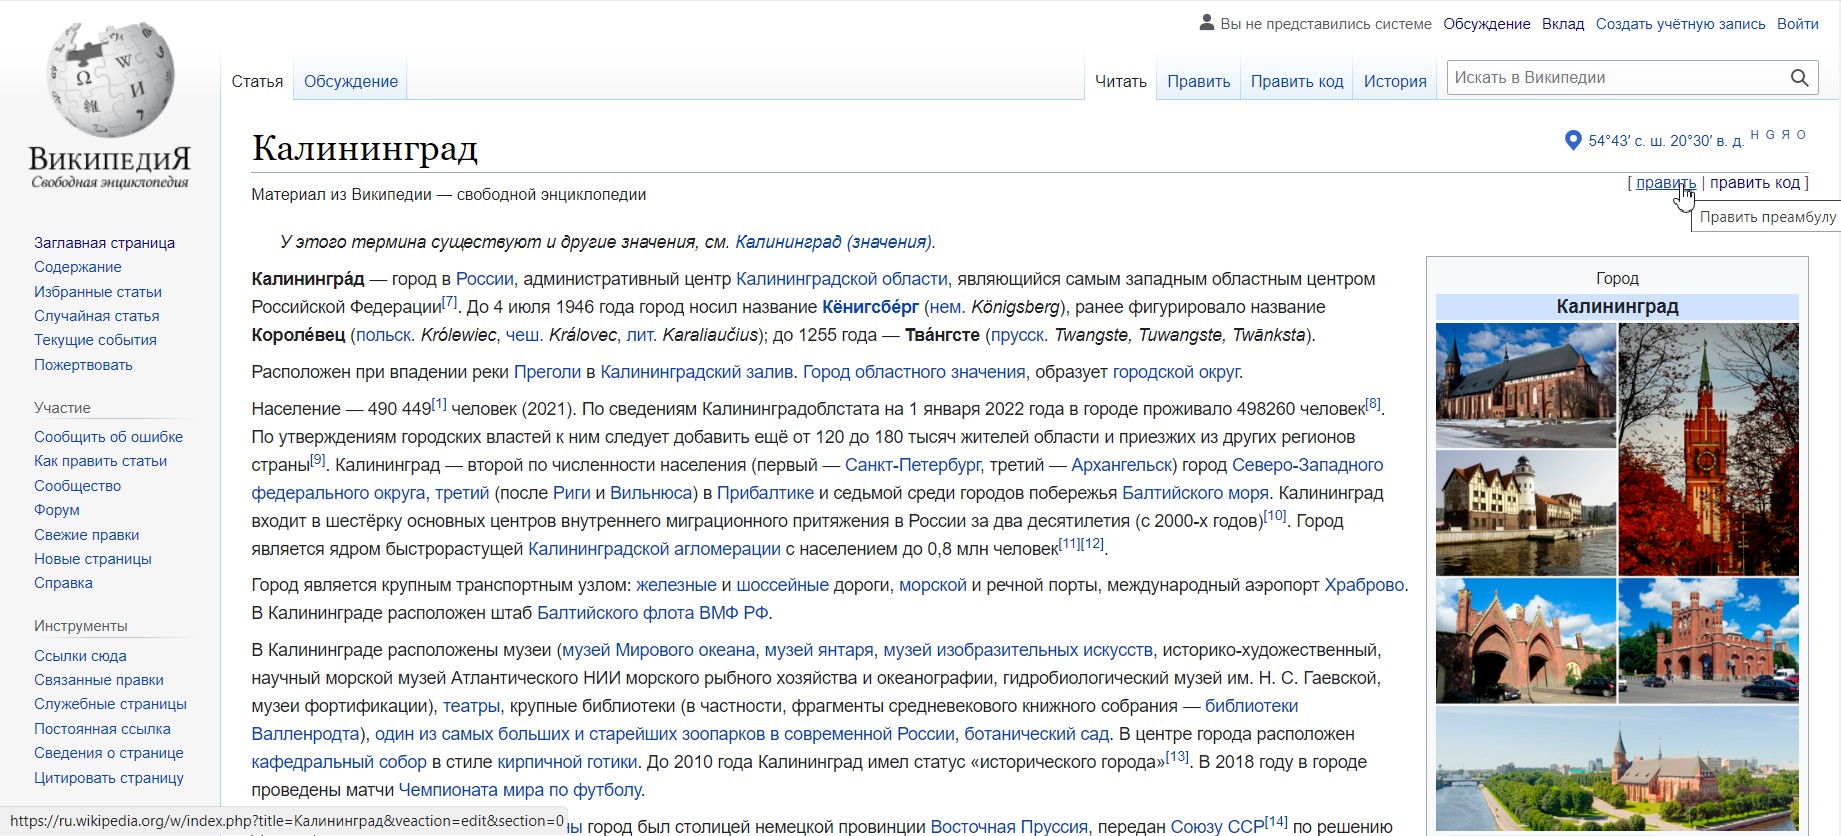 Вы не представились системе Обсуждение Вклад Создать учётную запись Войти
Статья Обсуждение Читать Править Править код История Искать в Википедии
ВИКИПЕДИЯ
Свободная энциклопедия
Заглавная страница
Содержание
Избранные статьи
Случайная статья
Текущие события
Пожертвовать
Участие
Сообщить об ошибке
Как править статьи
Сообщество
Форум
Свежие правки
Новые страницы
Справка
Инструменты
Ссылки сюда
Связанные правки
Служебные страницы
Постоянная ссылка
Сведения о странице
Цитировать страницу
Калининград
54°43′ с. ш. 20°30′ в. д. H G Я O
[ править | править код ]
Править преамбулу
Материал из Википедии — свободной энциклопедии
У этого термина существуют и другие значения, см. Калининград (значения).
Калинингра́д — город в России, административный центр Калининградской области, являющийся самым западным областным центром
Российской Федерации[7]. До 4 июля 1946 года город носил название Кёнигсбе́рг (нем. Königsberg), ранее фигурировало название
Короле́вец (польск. Królewiec, чеш. Královec, лит. Karaliaučius); до 1255 года — Тва́нгсте (прусск. Twangste, Tuwangste, Twānksta).
Расположен при впадении реки Преголи в Калининградский залив. Город областного значения, образует городской округ.
Население — 490 449[1] человек (2021). По сведениям Калининградоблстата на 1 января 2022 года в городе проживало 498260 человек[8].
По утверждениям городских властей к ним следует добавить ещё от 120 до 180 тысяч жителей области и приезжих из других регионов
страны[9]. Калининград — второй по численности населения (первый — Санкт-Петербург, третий — Архангельск) город Северо-Западного
федерального округа, третий (после Риги и Вильнюса) в Прибалтике и седьмой среди городов побережья Балтийского моря. Калининград
входит в шестёрку основных центров внутреннего миграционного притяжения в России за два десятилетия (с 2000-х годов)[10]. Город
является ядром быстрорастущей Калининградской агломерации с населением до 0,8 млн человек[11][12].
Город является крупным транспортным узлом: железные и шоссейные дороги, морской и речной порты, международный аэропорт Храброво.
В Калининграде расположен штаб Балтийского флота ВМФ РФ.
В Калининграде расположены музеи (музей Мирового океана, музей янтаря, музей изобразительных искусств, историко-художественный,
научный морской музей Атлантического НИИ морского рыбного хозяйства и океанографии, гидробиологический музей им. Н. С. Гаевской,
музеи фортификации), театры, крупные библиотеки (в частности, фрагменты средневекового книжного собрания — библиотеки
Валленродта), один из самых больших и старейших зоопарков в современной России, ботанический сад. В центре города расположен
кафедральный собор в стиле кирпичной готики. До 2010 года Калининград имел статус «исторического города»[13]. В 2018 году в городе
проведены матчи Чемпионата мира по футболу.
город был столицей немецкой провинции Восточная Пруссия, передан Союзу ССР[14] по решению
Город
Калининград
https://ru.wikipedia.org/w/index.php?title=Калининград&veaction=edit&section=0